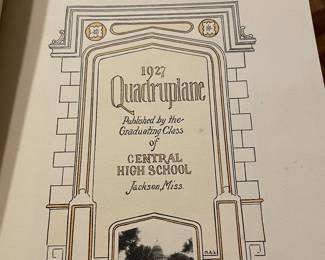 1927
Quadruplane
Published by the
Graduating Class
of
CENTRAL
HIGH SCHOOL
Jackson, Miss.